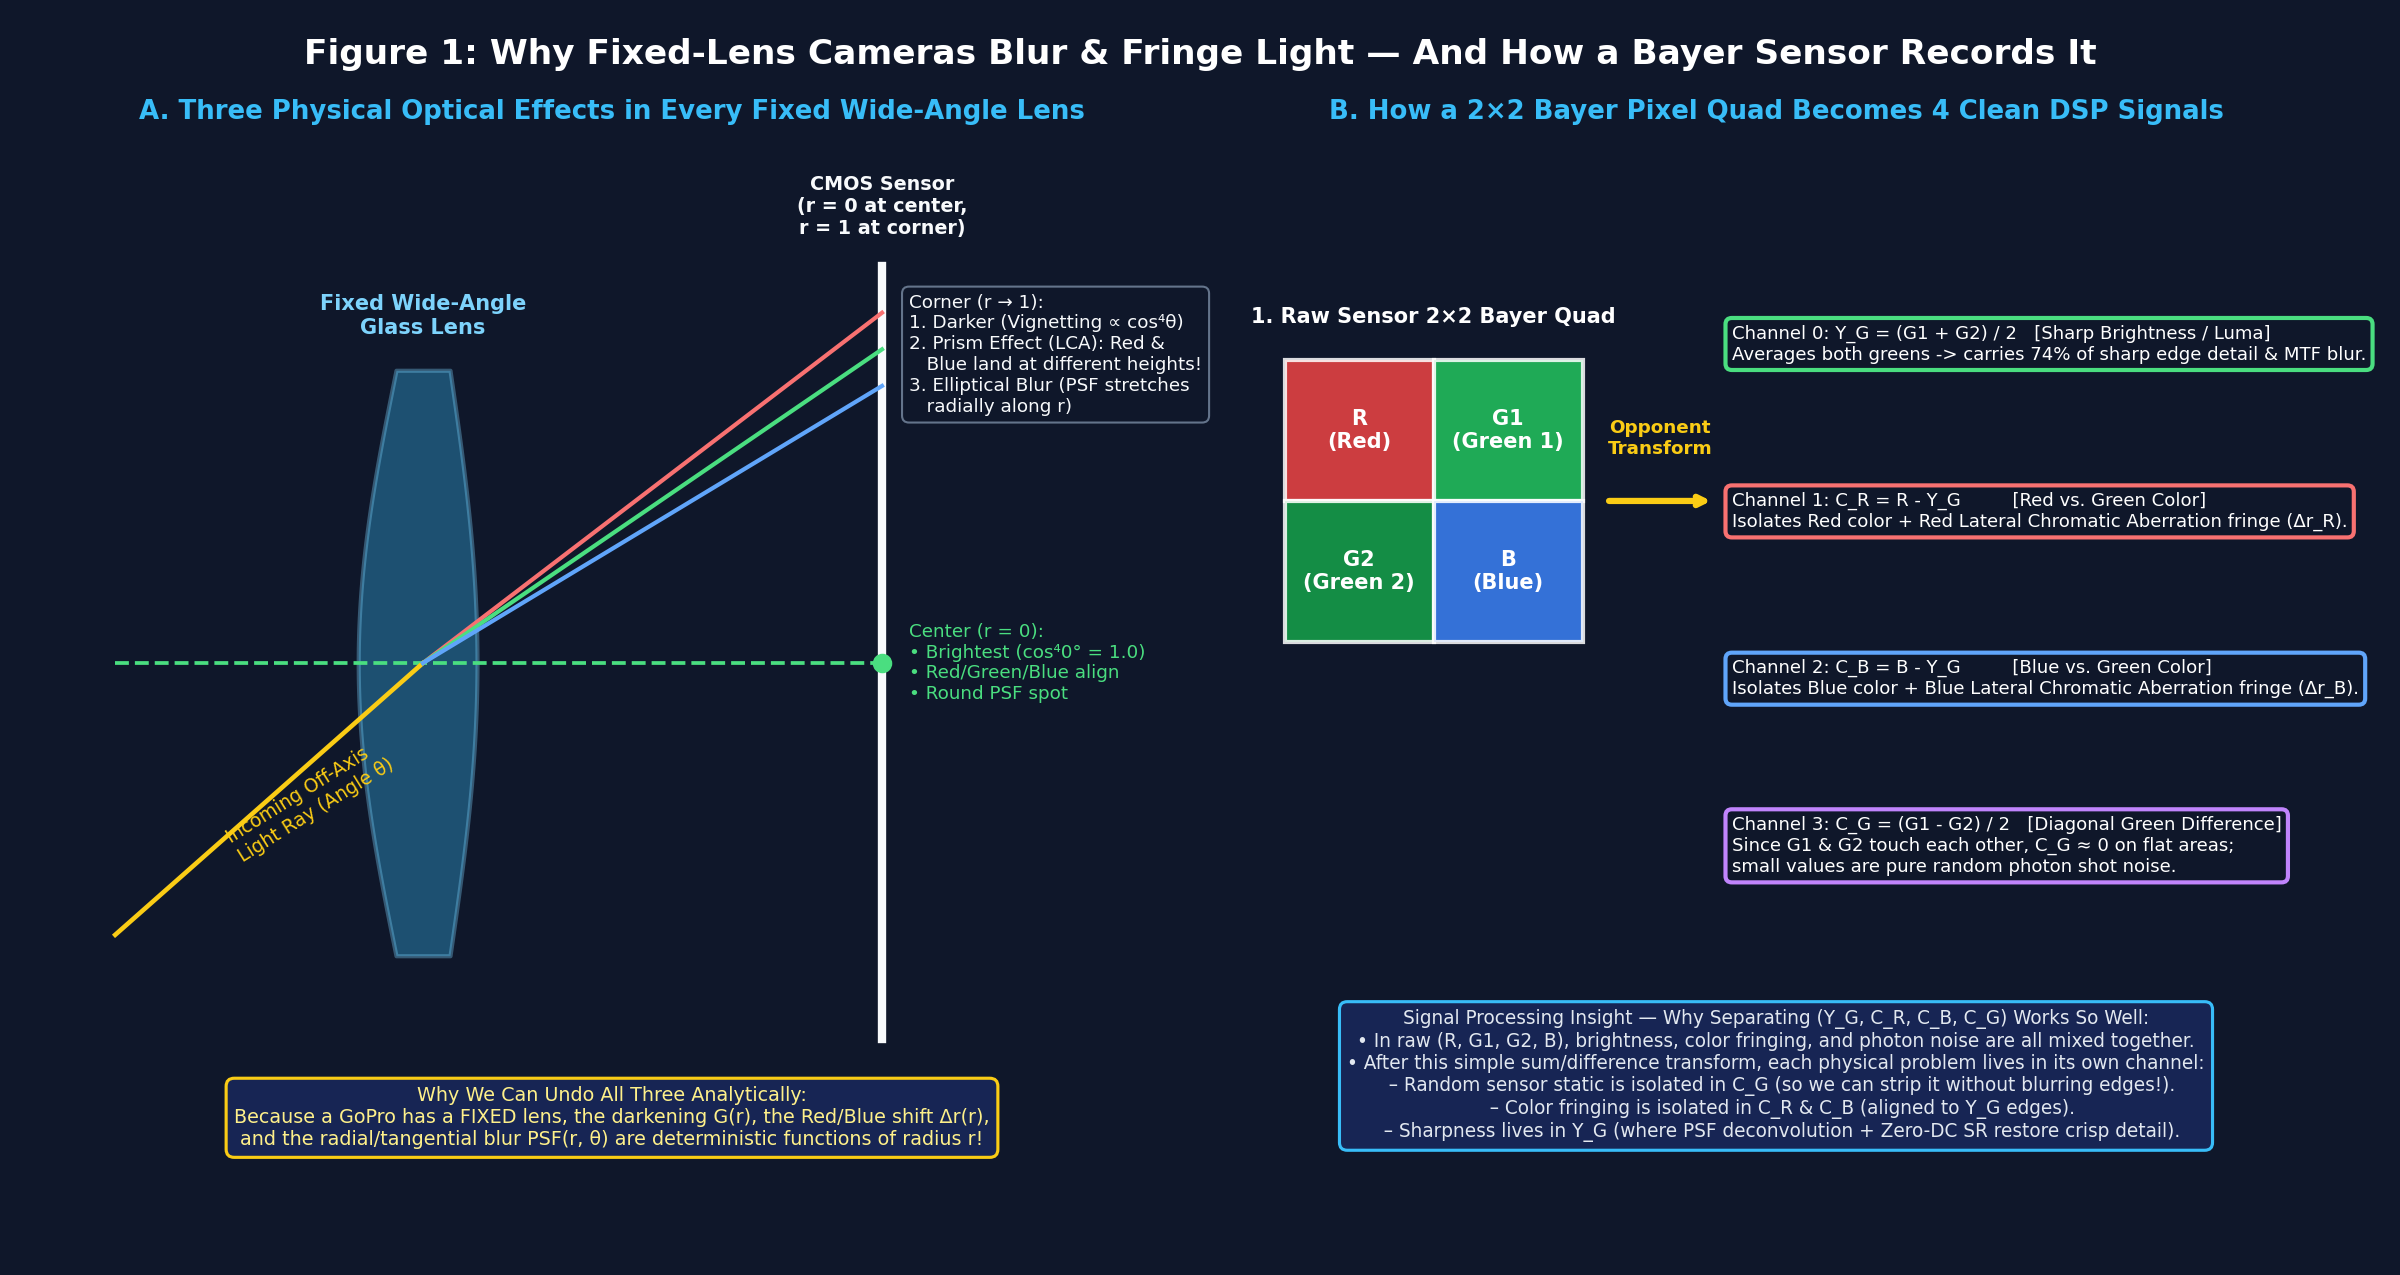 Figure 1: Why Fixed-Lens Cameras Blur & Fringe Light — And How a Bayer Sensor Records It
A. Three Physical Optical Effects in Every Fixed Wide-Angle Lens
CMOS Sensor
(r = 0 at center,
r = 1 at corner)
Fixed Wide-Angle
Glass Lens
Corner (r → 1):
1. Darker (Vignetting ∝ cos⁴θ)
2. Prism Effect (LCA): Red &
Blue land at different heights!
3. Elliptical Blur (PSF stretches
radially along r)
Center (r = 0):
• Brightest (cos⁴0° = 1.0)
• Red/Green/Blue align
• Round PSF spot
Incoming Off-Axis
Light Ray (Angle θ)
Why We Can Undo All Three Analytically:
Because a GoPro has a FIXED lens, the darkening G(r), the Red/Blue shift Δr(r),
and the radial/tangential blur PSF(r, θ) are deterministic functions of radius r!
B. How a 2×2 Bayer Pixel Quad Becomes 4 Clean DSP Signals
1. Raw Sensor 2×2 Bayer Quad
R
(Red)
G1
(Green 1)
G2
(Green 2)
B
(Blue)
Opponent
Transform
Channel 0: Y_G = (G1 + G2) / 2 [Sharp Brightness / Luma]
Averages both greens -> carries 74% of sharp edge detail & MTF blur.
Channel 1: C_R = R - Y_G [Red vs. Green Color]
Isolates Red color + Red Lateral Chromatic Aberration fringe (Δr_R).
Channel 2: C_B = B - Y_G [Blue vs. Green Color]
Isolates Blue color + Blue Lateral Chromatic Aberration fringe (Δr_B).
Channel 3: C_G = (G1 - G2) / 2 [Diagonal Green Difference]
Since G1 & G2 touch each other, C_G ≈ 0 on flat areas;
small values are pure random photon shot noise.
Signal Processing Insight — Why Separating (Y_G, C_R, C_B, C_G) Works So Well:
• In raw (R, G1, G2, B), brightness, color fringing, and photon noise are all mixed together.
• After this simple sum/difference transform, each physical problem lives in its own channel:
– Random sensor static is isolated in C_G (so we can strip it without blurring edges!).
– Color fringing is isolated in C_R & C_B (aligned to Y_G edges).
– Sharpness lives in Y_G (where PSF deconvolution + Zero-DC SR restore crisp detail).